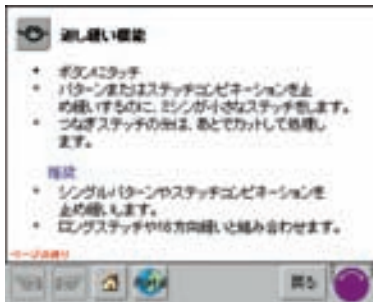 返し縫い機能
• ボタンにタッチ
• パターンまたはステッチコンビネーションを止
め縫いするのに、ミシンが小さなステッチをします。
• つなぎステッチの分は、あとでカットして処理し
ます。
推奨
• シングルパターンやステッチコンビネーションを
止め縫いします。
• ロングステッチや16方向縫いと組み合わせます。
ページの終り
戻る